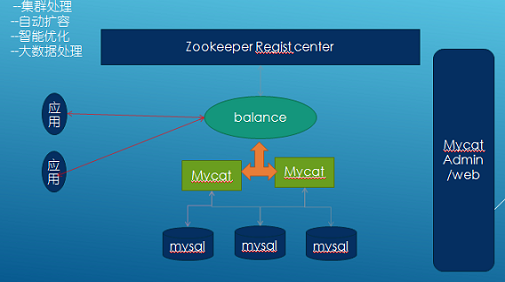 --集群处理
--自动扩容
--智能优化
--大数据处理
Zookeeper Regist center
应
用
balance
应
用
Mycat
Mycat
Mycat
Admin
/web
mysql
mysql
mysql